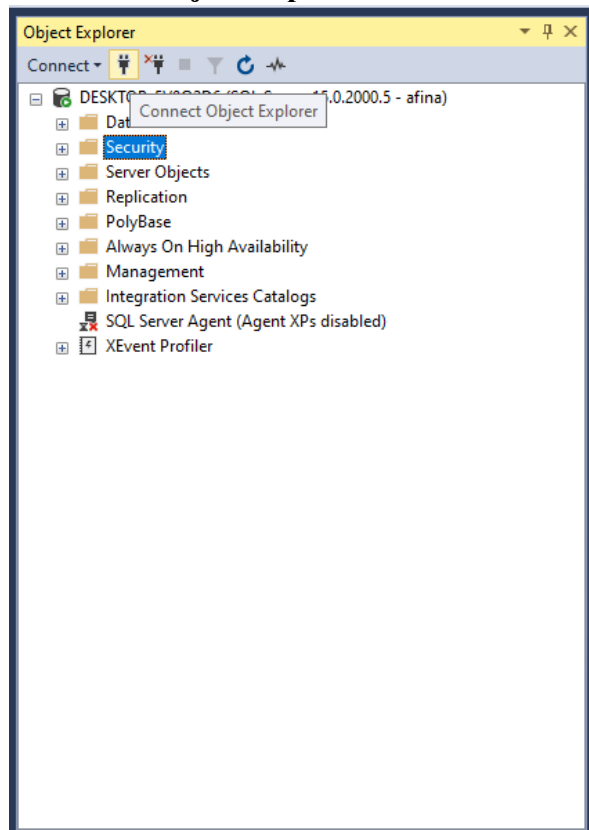 Object Explorer
Connect
DESKTOP- .0.2000.5 - afina)
Connect Object Explorer
Dat
Security
Server Objects
Replication
PolyBase
Always On High Availability
Management
Integration Services Catalogs
SQL Server Agent (Agent XPs disabled)
XEvent Profiler